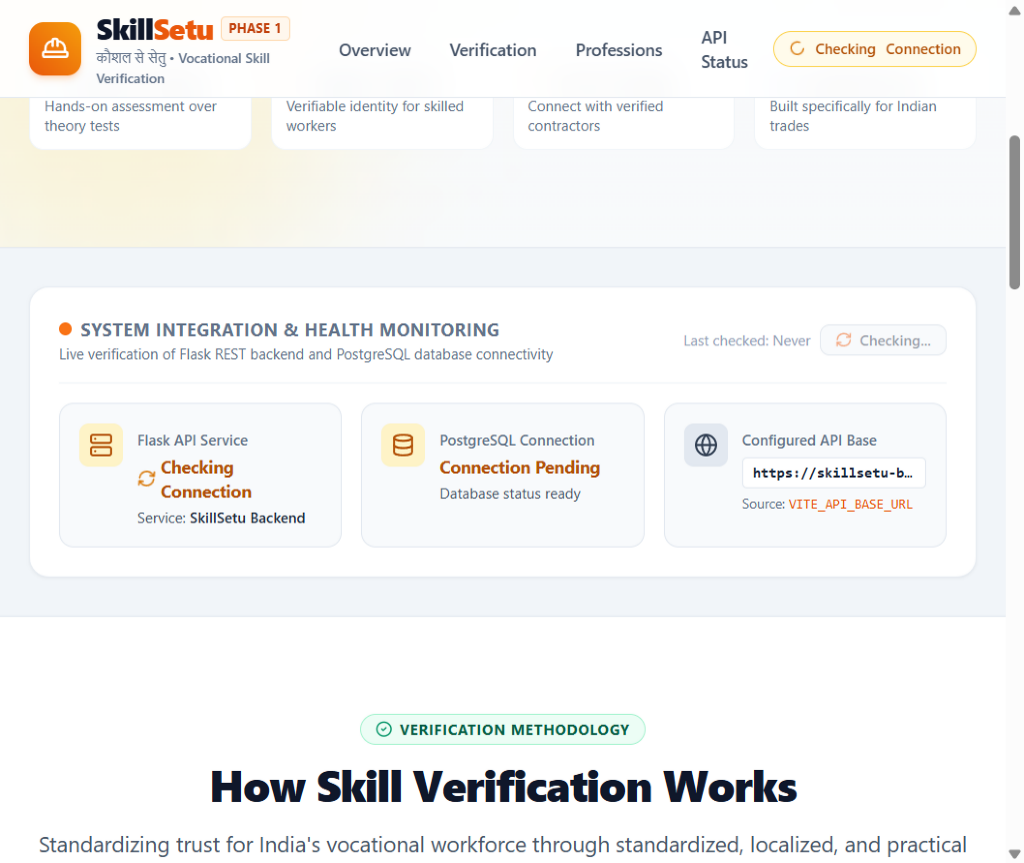 SkillSetu PHASE 1
कौशल से सेतु • Vocational Skill
Verification
Overview
Verification
Professions
API
Status
Checking Connection
Hands-on assessment over
theory tests
Verifiable identity for skilled
workers
Connect with verified
contractors
Built specifically for Indian
trades
SYSTEM INTEGRATION & HEALTH MONITORING
Live verification of Flask REST backend and PostgreSQL database connectivity
Last checked: Never
Checking...
Flask API Service
Checking
Connection
Service: SkillSetu Backend
PostgreSQL Connection
Connection Pending
Database status ready
Configured API Base
https://skillsetu-b…
Source: VITE_API_BASE_URL
VERIFICATION METHODOLOGY
How Skill Verification Works
Standardizing trust for India's vocational workforce through standardized, localized, and practical